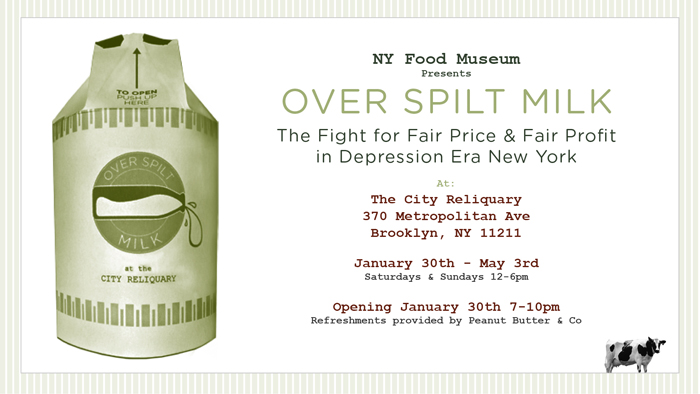 TO OPEN
PUSH UP
HERE
OVER SPILT
MILK
at the
CITY RELIQUARY
NY Food Museum
Presents
OVER SPILT MILK
The Fight for Fair Price & Fair Profit
in Depression Era New York
At:
The City Reliquary
370 Metropolitan Ave
Brooklyn, NY 11211
January 30th - May 3rd
Saturdays & Sundays 12-6pm
Opening January 30th 7-10pm
Refreshments provided by Peanut Butter & Co